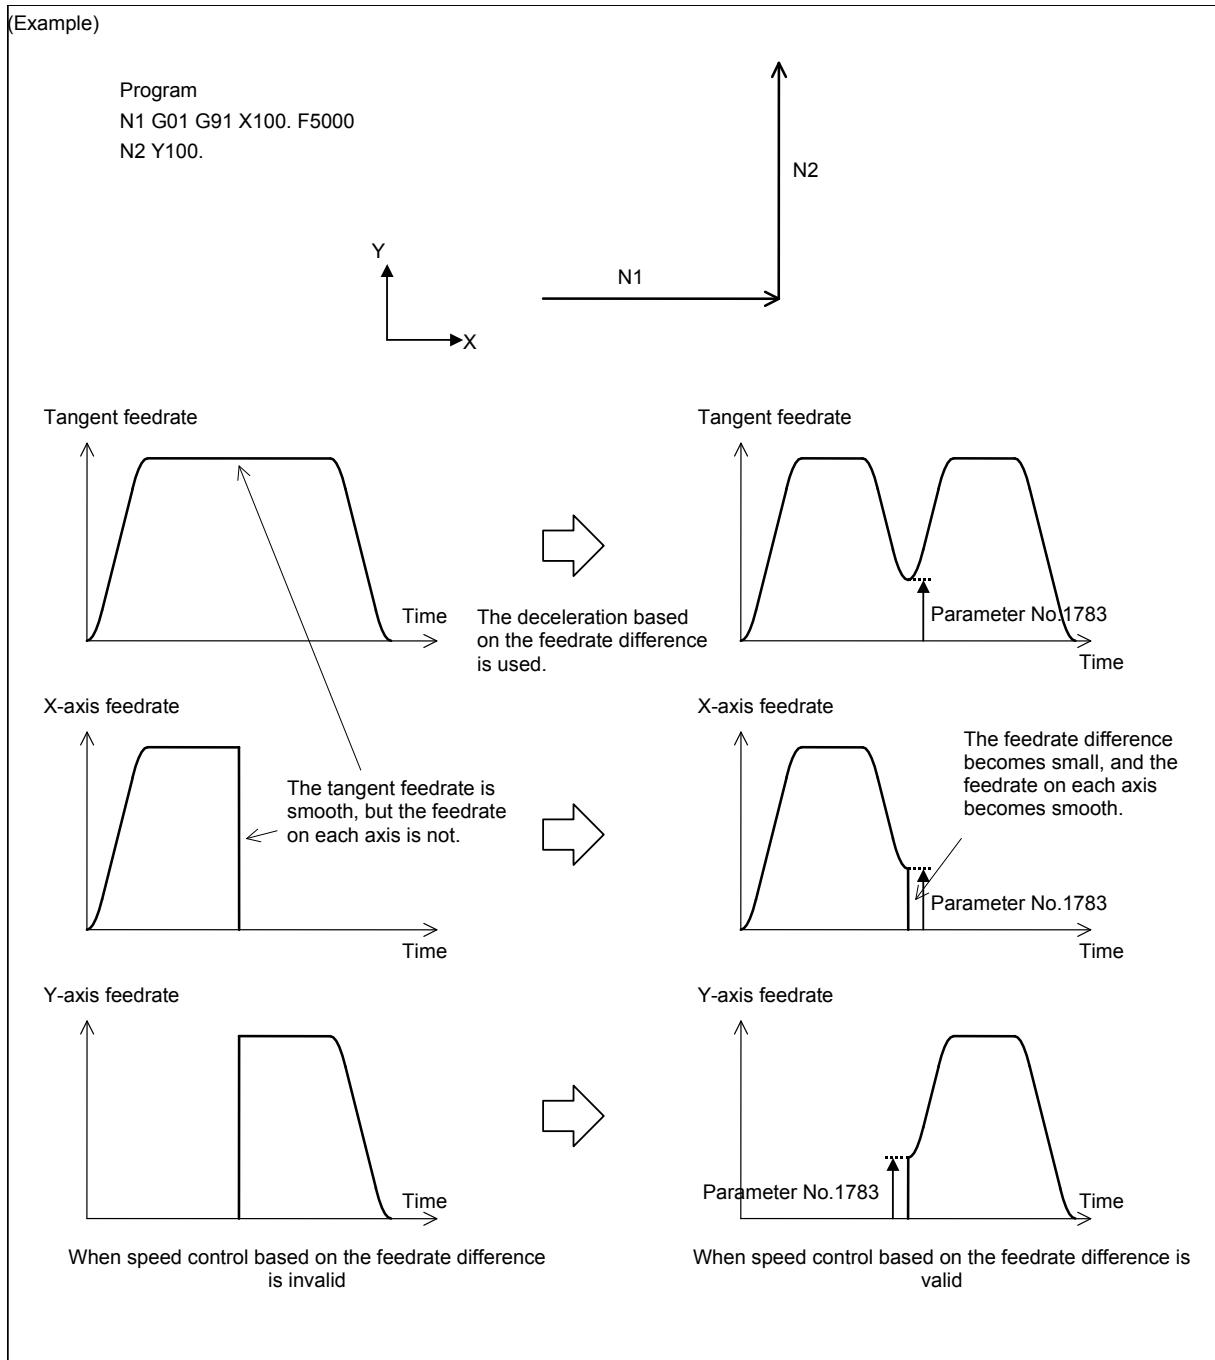 (Example)
Program
N1 G01 G91 X100. F5000
N2 Y100.
N2
Y
N1
X
Tangent feedrate
Tangent feedrate
Time
The deceleration based
on the feedrate difference
is used.
Parameter No.1783
Time
X-axis feedrate
X-axis feedrate
The feedrate difference
becomes small, and the
feedrate on each axis
becomes smooth.
The tangent feedrate is
smooth, but the feedrate
on each axis is not.
Parameter No.1783
Time
Time
Y-axis feedrate
Y-axis feedrate
Parameter No.1783
Time
Time
When speed control based on the feedrate difference
is invalid
When speed control based on the feedrate difference is
valid